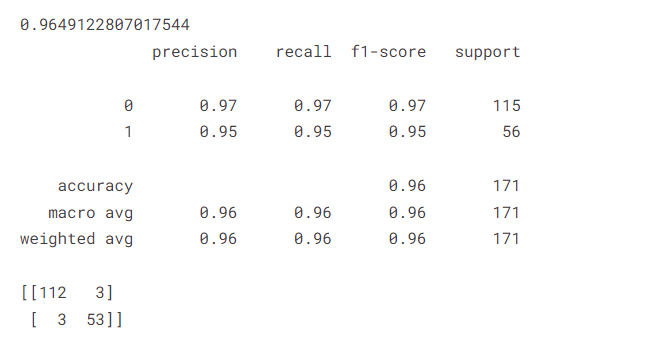 0.9649122807017544
              precision    recall  f1-score   support

           0       0.97      0.97      0.97       115
           1       0.95      0.95      0.95        56

    accuracy                           0.96       171
   macro avg       0.96      0.96      0.96       171
weighted avg       0.96      0.96      0.96       171

[[112   3]
 [  3  53]]